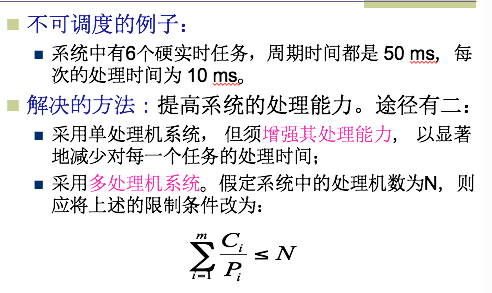 不可调度的例子：
系统中有6个硬实时任务，周期时间都是 50 ms，每
次的处理时间为 10 ms。
解决的方法：提高系统的处理能力。途径有二：
采用单处理机系统， 但须增强其处理能力， 以显著
地减少对每一个任务的处理时间；
采用多处理机系统。假定系统中的处理机数为N，则
应将上述的限制条件改为：
$\sum_{i=1}^{m} \frac{C_i}{P_i} \leq N$